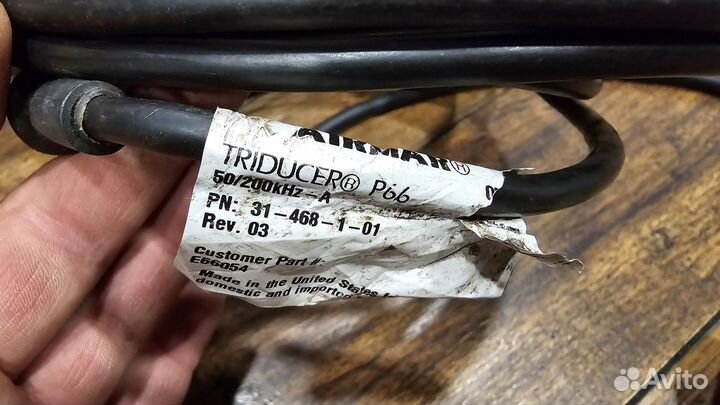 AIRMAR®
TRIDUCER® P66
50/200kHz-A
PN: 31-468-1-01
Rev. 03
Customer Part #:
E66054
Made in the United States
domestic and imported
Avito